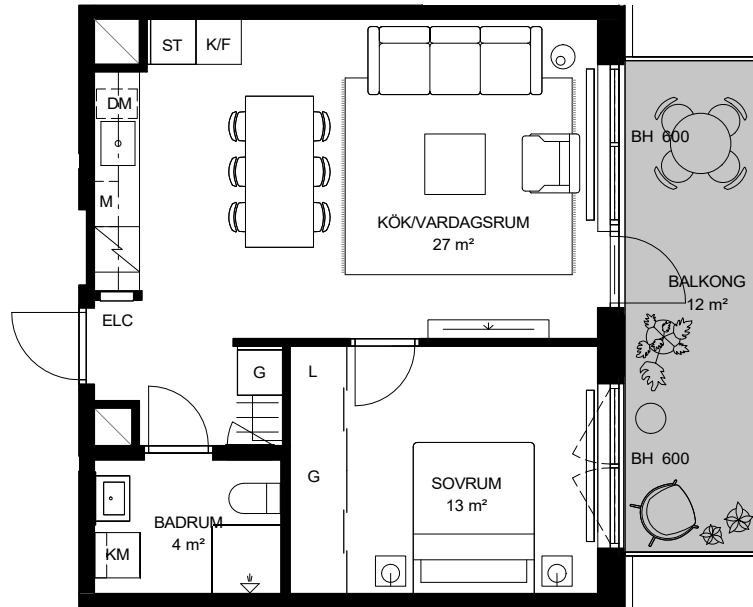 ST
K/F
DM
BH 600
M
KÖK/VARDAGSRUM
27 m²
BALKONG
12 m²
ELC
G
L
G
SOVRUM
13 m²
BH 600
BADRUM
4 m²
KM